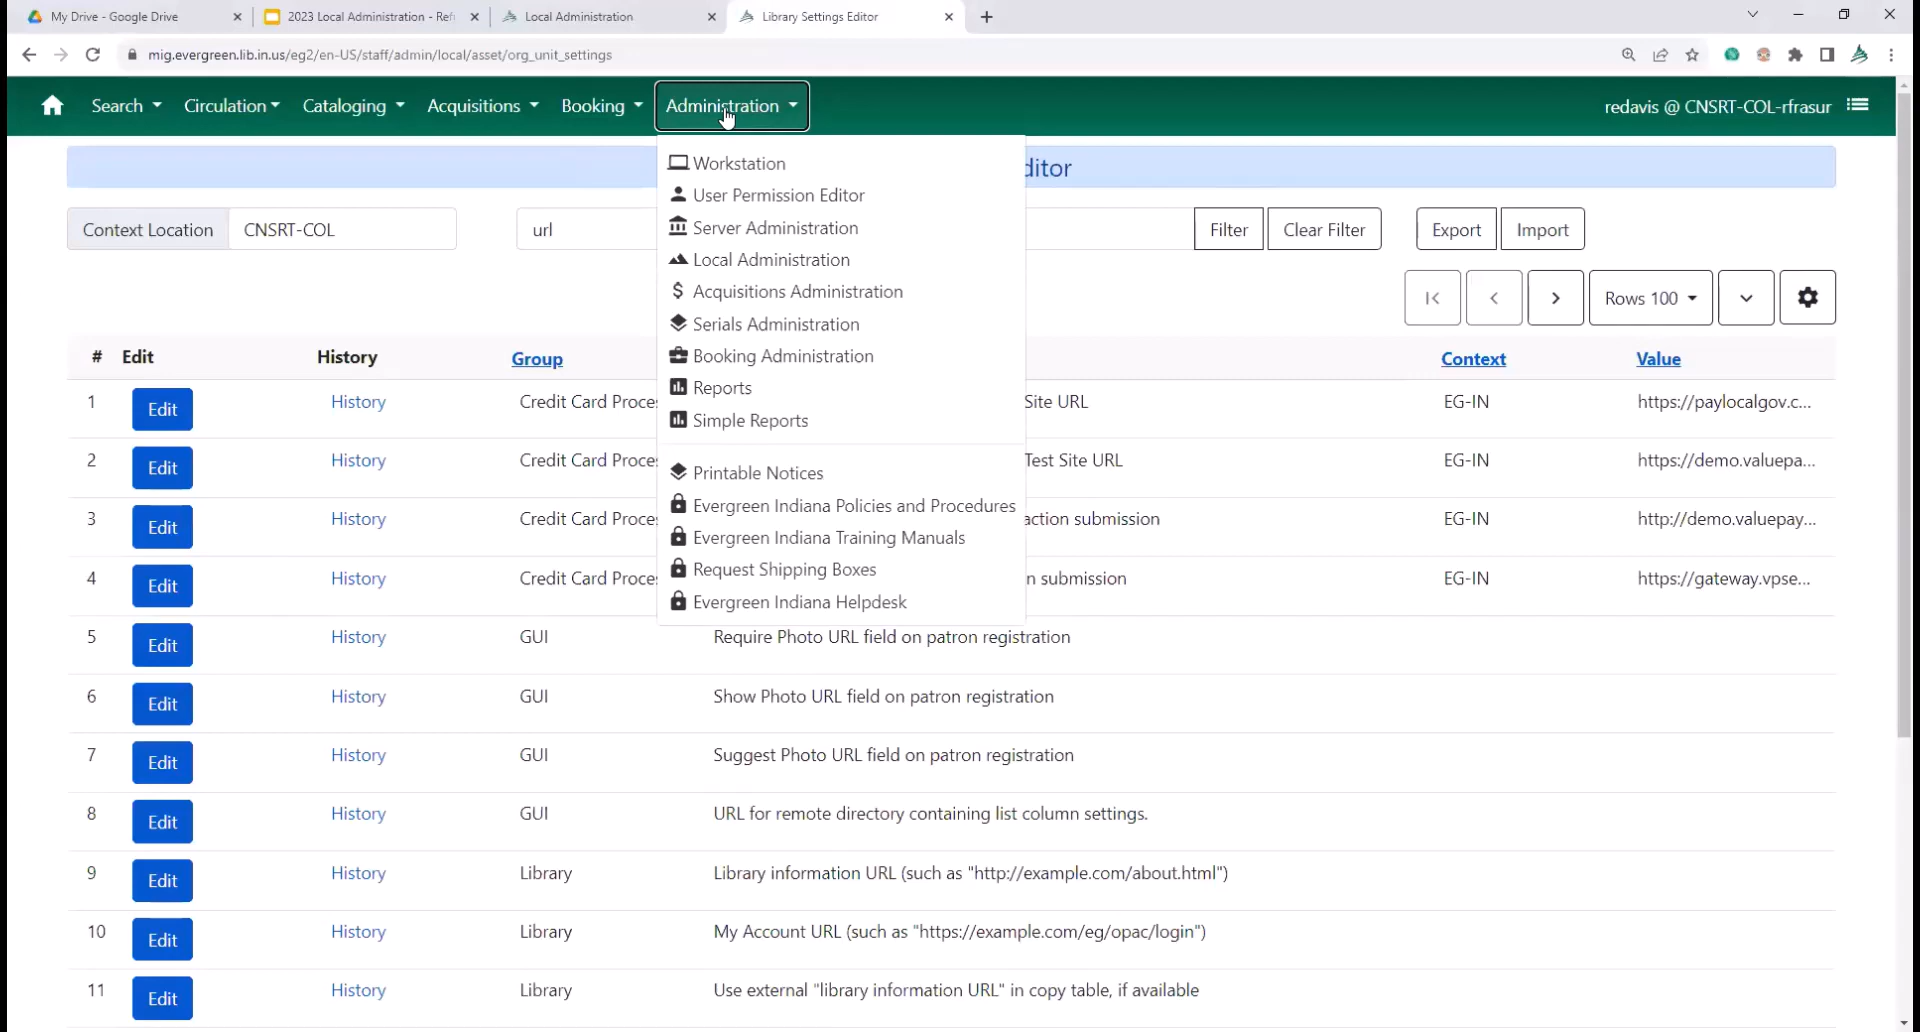 My Drive - Google Drive
2023 Local Administration - Ref
Local Administration
Library Settings Editor
mig.evergreen.lib.in.us/eg2/en-US/staff/admin/local/asset/org_unit_settings
Search Circulation Cataloging Acquisitions Booking Administration redavis @ CNSRT-COL-rfrasur
Workstation
User Permission Editor
Server Administration
Local Administration
Acquisitions Administration
Serials Administration
Booking Administration
Reports
Simple Reports
Printable Notices
Evergreen Indiana Policies and Procedures
Evergreen Indiana Training Manuals
Request Shipping Boxes
Evergreen Indiana Helpdesk
ditor
Context Location CNSRT-COL url Filter Clear Filter Export Import
Rows 100
# Edit History Group Context Value
1 Edit History Credit Card Proces Site URL EG-IN https://paylocalgov.c...
2 Edit History Credit Card Proces Test Site URL EG-IN https://demo.valuepa...
3 Edit History Credit Card Proces action submission EG-IN http://demo.valuepay...
4 Edit History Credit Card Proces n submission EG-IN https://gateway.vpse...
5 Edit History GUI Require Photo URL field on patron registration
6 Edit History GUI Show Photo URL field on patron registration
7 Edit History GUI Suggest Photo URL field on patron registration
8 Edit History GUI URL for remote directory containing list column settings.
9 Edit History Library Library information URL (such as "http://example.com/about.html")
10 Edit History Library My Account URL (such as "https://example.com/eg/opac/login")
11 Edit History Library Use external "library information URL" in copy table, if available